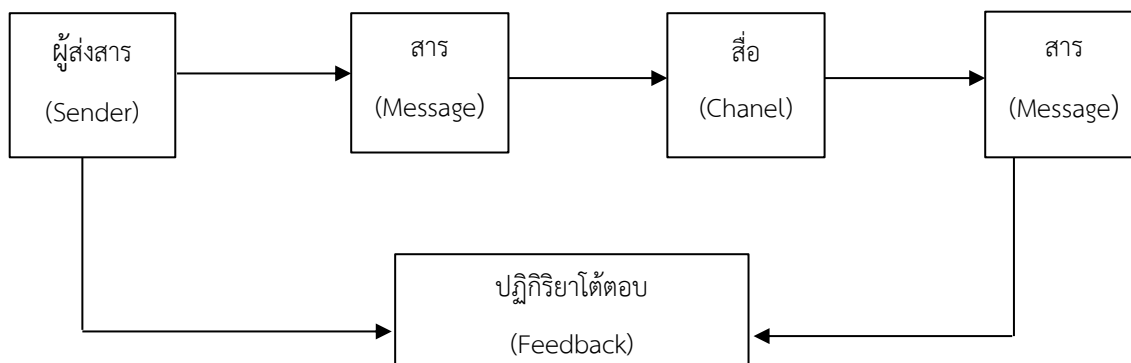 ผู้ส่งสาร
(Sender)
สาร
(Message)
สื่อ
(Chanel)
สาร
(Message)
ปฏิกิริยาโต้ตอบ
(Feedback)